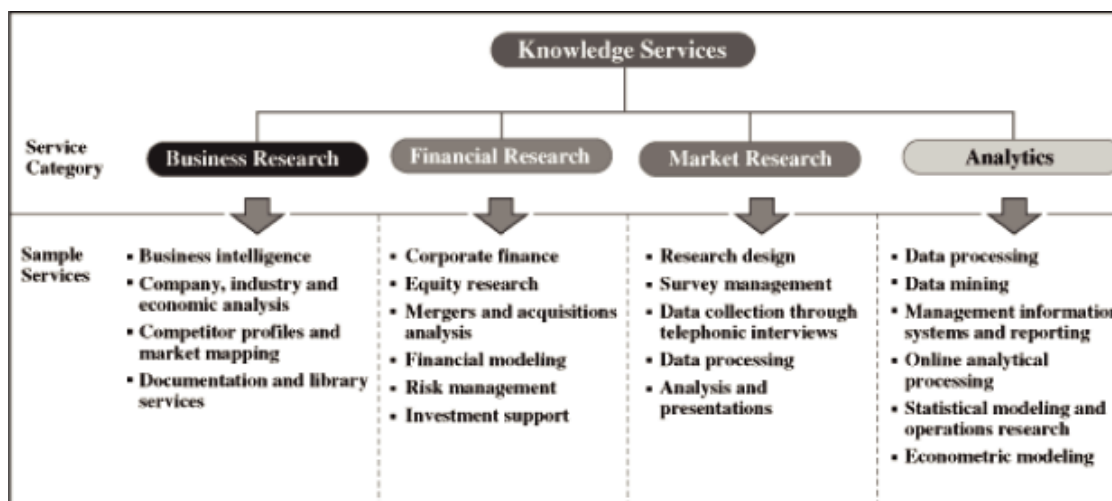 Knowledge Services
Service
Category
Business Research
Financial Research
Market Research
Analytics
Sample
Services
▪ Business intelligence
▪ Company, industry and
economic analysis
▪ Competitor profiles and
market mapping
▪ Documentation and library
services
▪ Corporate finance
▪ Equity research
▪ Mergers and acquisitions
analysis
▪ Financial modeling
▪ Risk management
▪ Investment support
▪ Research design
▪ Survey management
▪ Data collection through
telephonic interviews
▪ Data processing
▪ Analysis and
presentations
▪ Data processing
▪ Data mining
▪ Management information
systems and reporting
▪ Online analytical
processing
▪ Statistical modeling and
operations research
▪ Econometric modeling